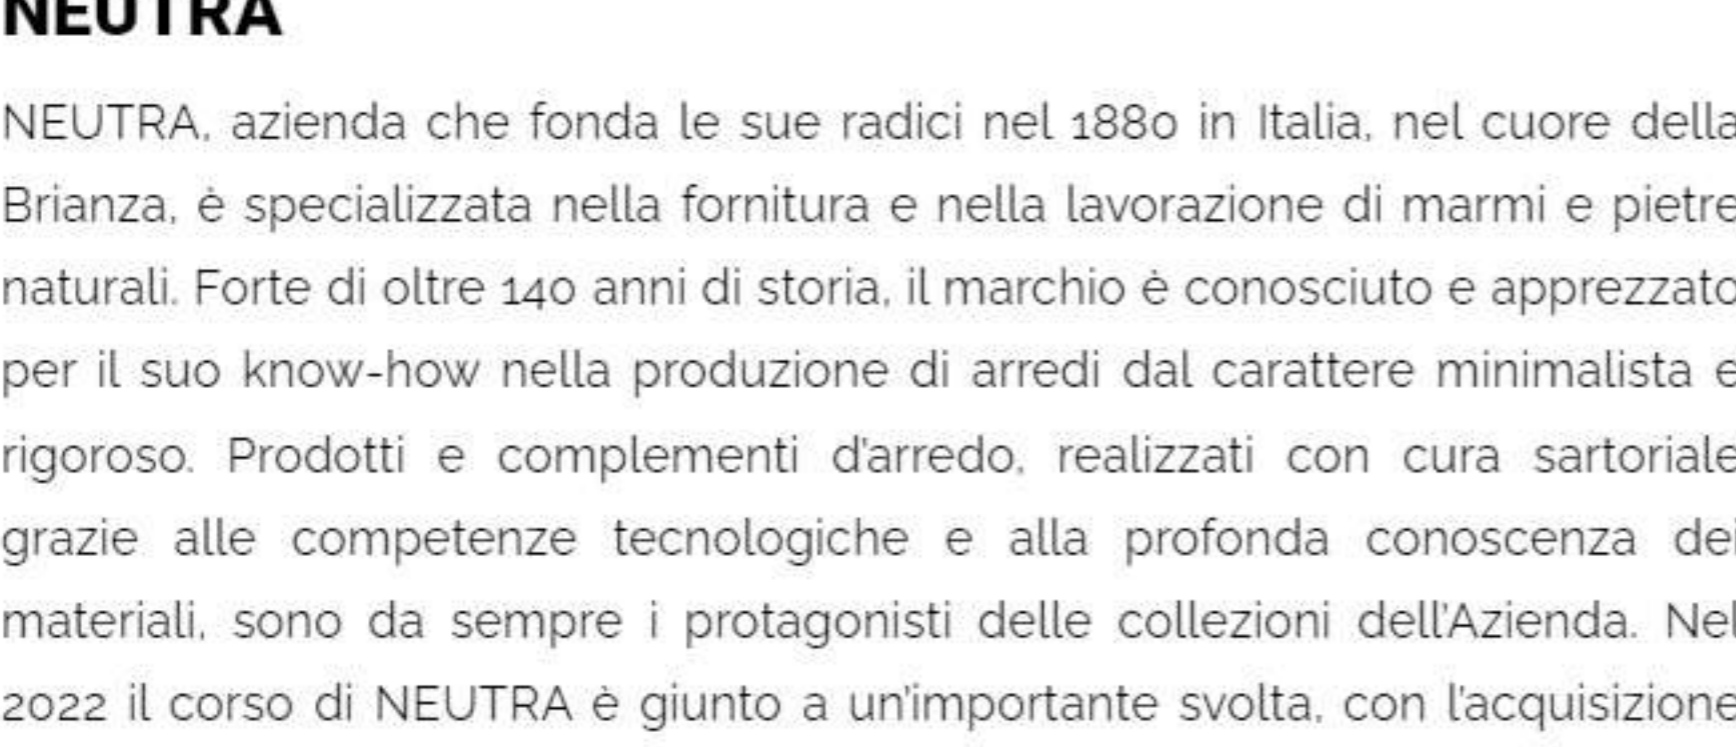 NEUTRA
NEUTRA, azienda che fonda le sue radici nel 1880 in Italia, nel cuore della
Brianza, è specializzata nella fornitura e nella lavorazione di marmi e pietre
naturali. Forte di oltre 140 anni di storia, il marchio è conosciuto e apprezzato
per il suo know-how nella produzione di arredi dal carattere minimalista e
rigoroso. Prodotti e complementi d'arredo, realizzati con cura sartoriale
grazie alle competenze tecnologiche e alla profonda conoscenza dei
materiali, sono da sempre i protagonisti delle collezioni dell'Azienda. Nel
2022 il corso di NEUTRA è giunto a un'importante svolta, con l'acquisizione